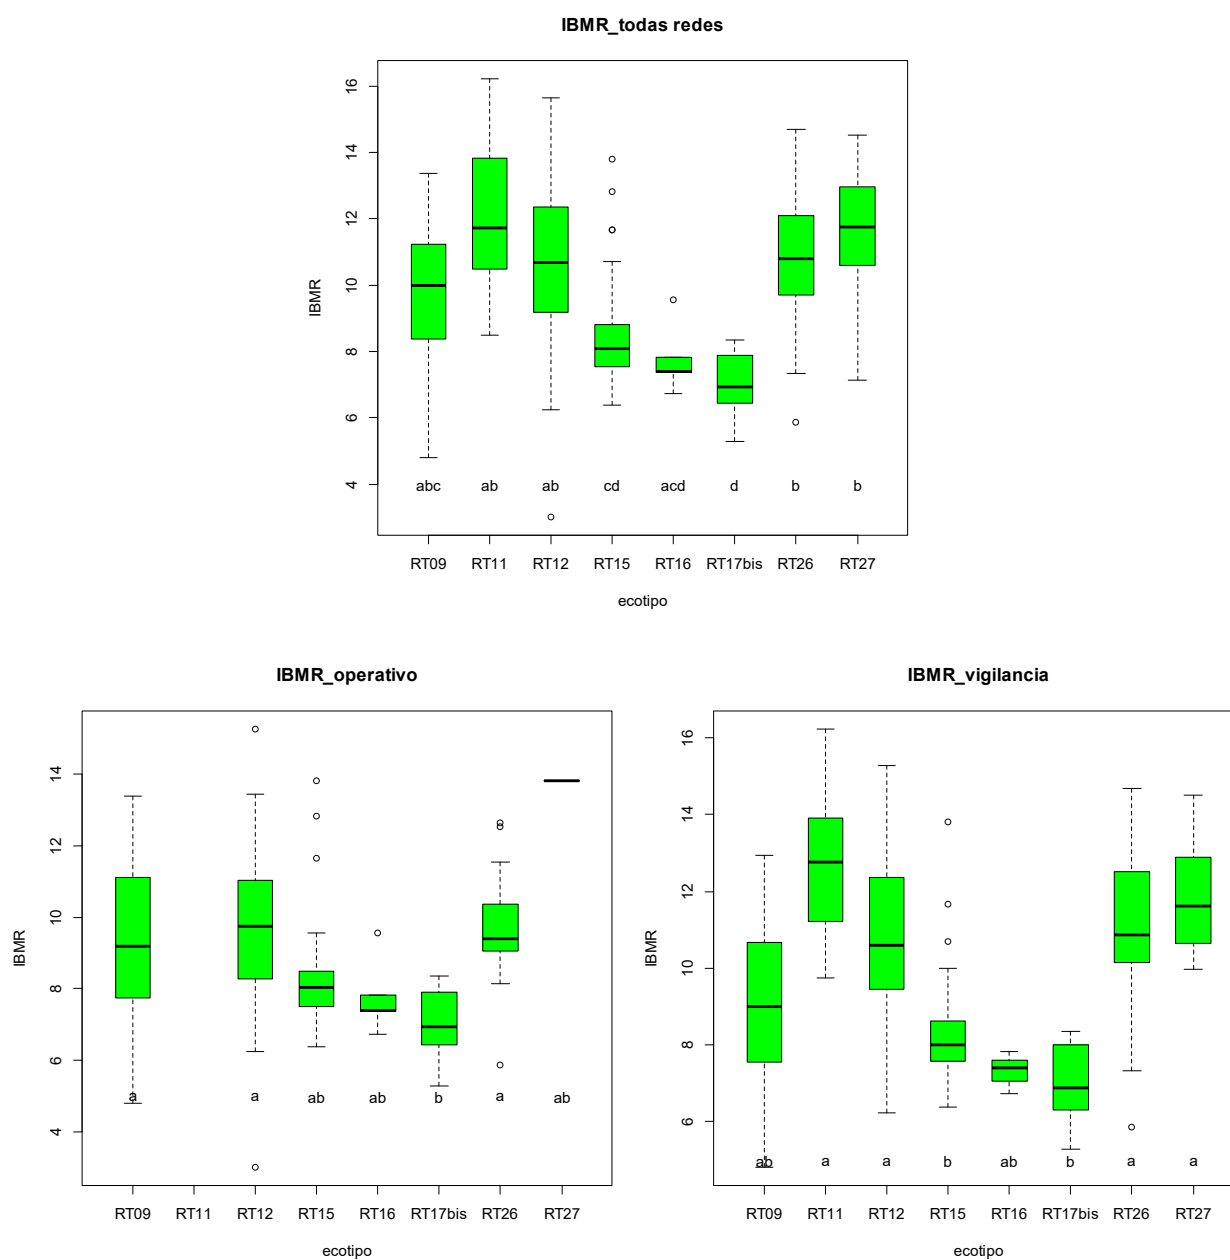 IBMR_todas redes
16
14
12
10
8
6
4
IBMR
abc ab ab cd acd d b b
RT09 RT11 RT12 RT15 RT16 RT17bis RT26 RT27
ecotipo
IBMR_operativo
14
12
10
8
6
4
IBMR
a a ab ab b a ab
RT09 RT11 RT12 RT15 RT16 RT17bis RT26 RT27
ecotipo
IBMR_vigilancia
16
14
12
10
8
6
IBMR
ab a a b ab b a a
RT09 RT11 RT12 RT15 RT16 RT17bis RT26 RT27
ecotipo